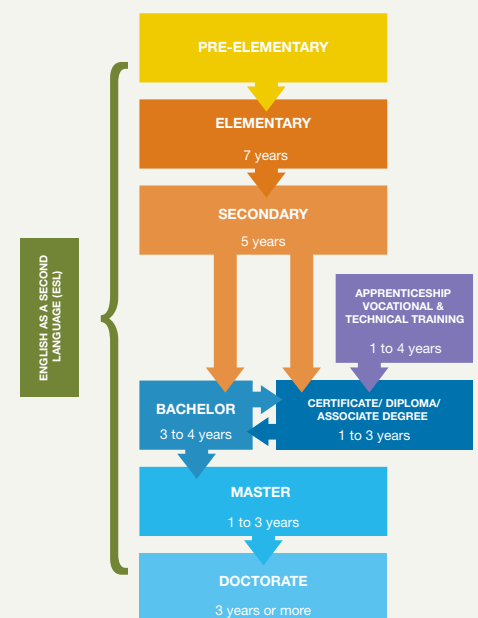 PRE-ELEMENTARY
ELEMENTARY
7 years
SECONDARY
5 years
ENGLISH AS A SECOND
LANGUAGE (ESL)
APPRENTICESHIP
VOCATIONAL &
TECHNICAL TRAINING
1 to 4 years
BACHELOR
3 to 4 years
CERTIFICATE/ DIPLOMA/
ASSOCIATE DEGREE
1 to 3 years
MASTER
1 to 3 years
DOCTORATE
3 years or more